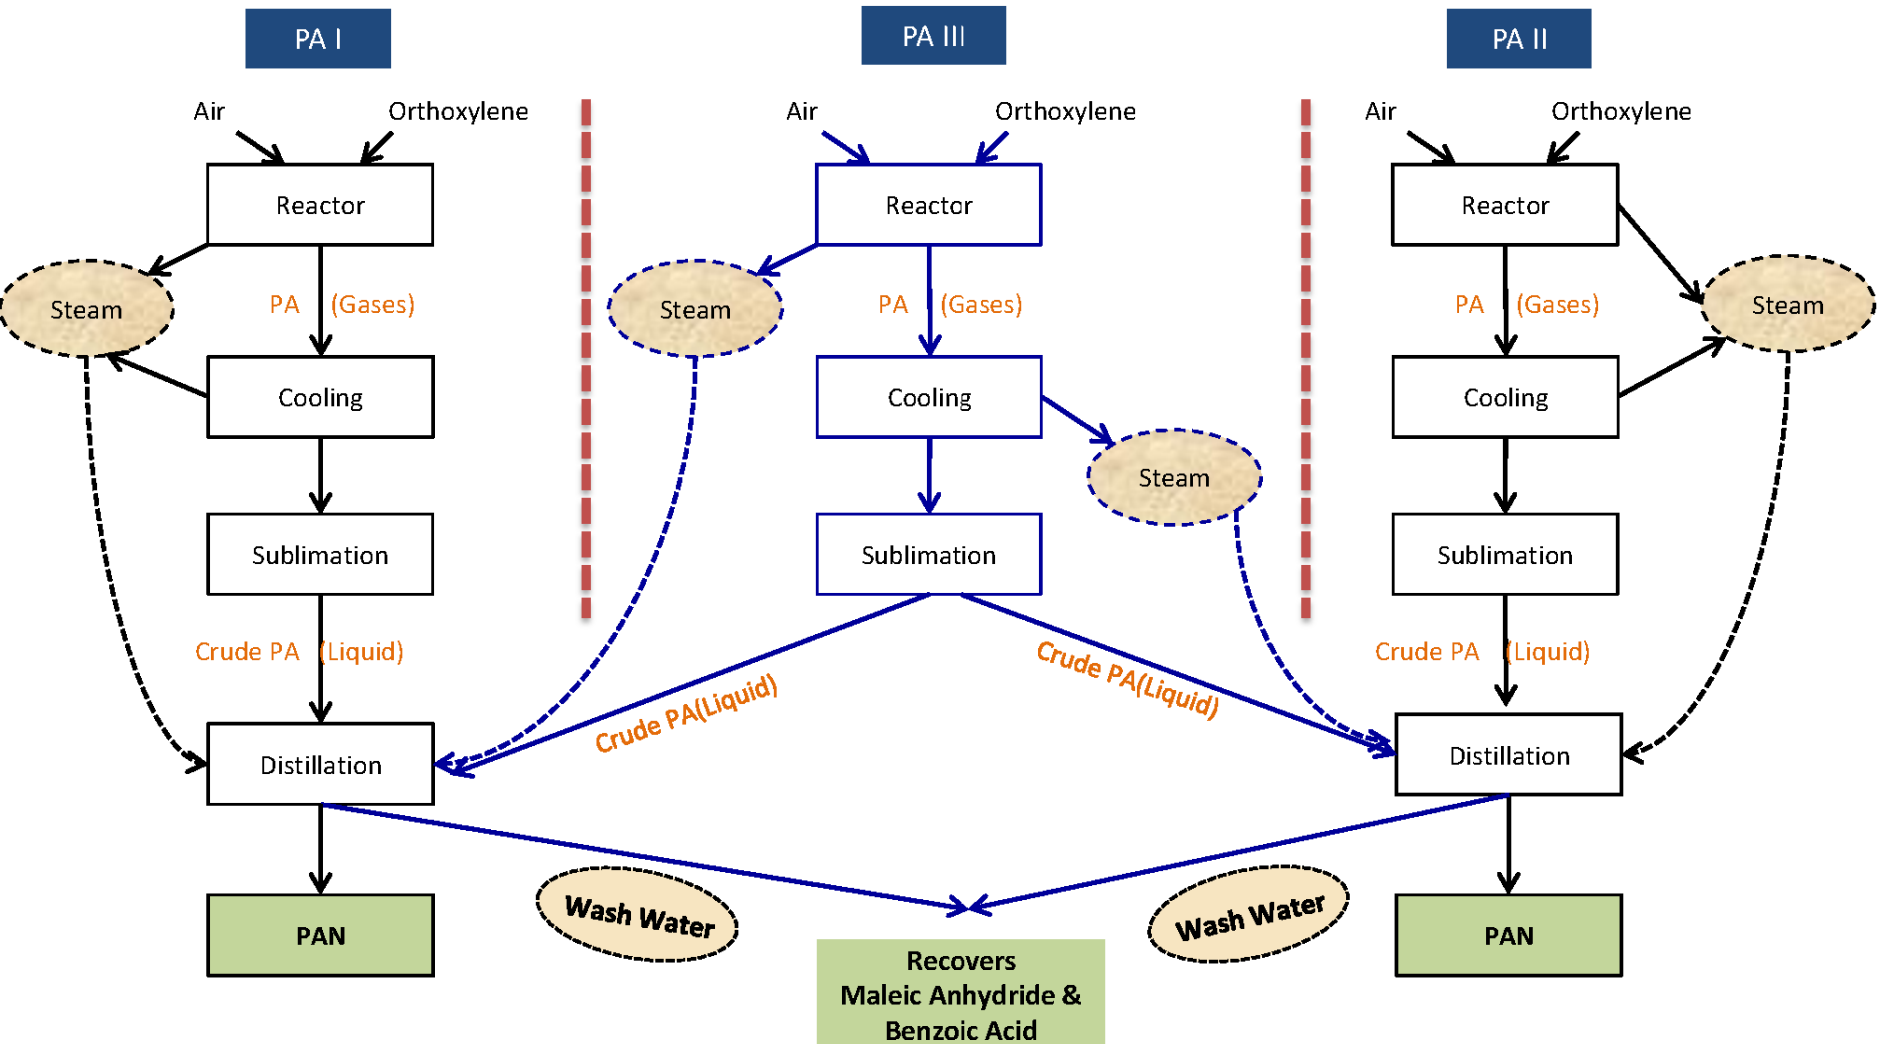 PA I
PA III
PA II
Air
Orthoxylene
Air
Orthoxylene
Air
Orthoxylene
Reactor
Reactor
Reactor
Steam
PA (Gases)
Steam
PA (Gases)
PA (Gases)
Steam
Cooling
Cooling
Cooling
Steam
Sublimation
Sublimation
Sublimation
Crude PA (Liquid)
Crude PA(Liquid)
Crude PA(Liquid)
Crude PA (Liquid)
Distillation
Distillation
Wash Water
Wash Water
PAN
PAN
Recovers
Maleic Anhydride &
Benzoic Acid